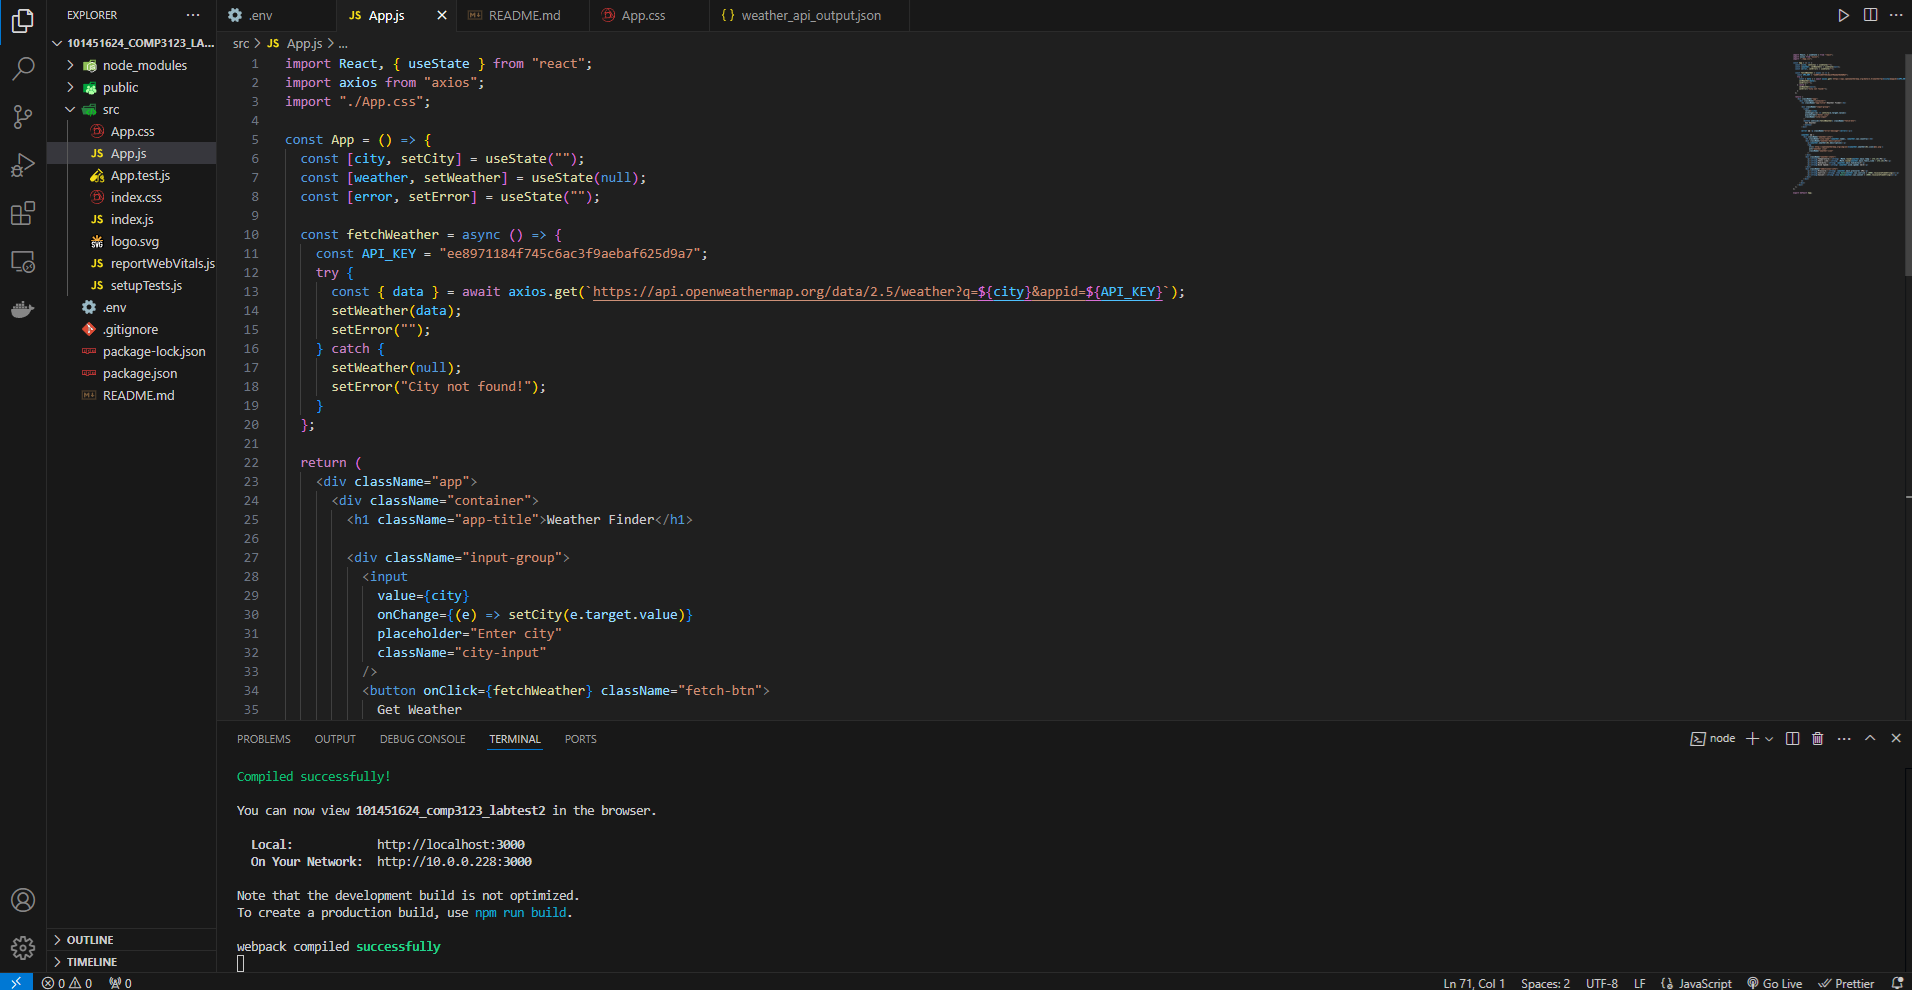 EXPLORER
101451624_COMP3123_LA...
node_modules
public
src
App.css
JS App.js
App.test.js
index.css
JS index.js
logo.svg
JS reportWebVitals.js
JS setupTests.js
.env
.gitignore
package-lock.json
package.json
README.md
OUTLINE
TIMELINE
.env
JS App.js
README.md
App.css
{ } weather_api_output.json
src > JS App.js > ...
1 import React, { useState } from "react";
2 import axios from "axios";
3 import "./App.css";
4
5 const App = () => {
6 const [city, setCity] = useState("");
7 const [weather, setWeather] = useState(null);
8 const [error, setError] = useState("");
9
10 const fetchWeather = async () => {
11 const API_KEY = "ee8971184f745c6ac3f9aebaf625d9a7";
12 try {
13 const { data } = await axios.get(`https://api.openweathermap.org/data/2.5/weather?q=${city}&appid=${API_KEY}`);
14 setWeather(data);
15 setError("");
16 } catch {
17 setWeather(null);
18 setError("City not found!");
19 }
20 };
21
22 return (
23 <div className="app">
24 <div className="container">
25 <h1 className="app-title">Weather Finder</h1>
26
27 <div className="input-group">
28 <input
29 value={city}
30 onChange={(e) => setCity(e.target.value)}
31 placeholder="Enter city"
32 className="city-input"
33 />
34 <button onClick={fetchWeather} className="fetch-btn">
35 Get Weather
PROBLEMS OUTPUT DEBUG CONSOLE TERMINAL PORTS
node
Compiled successfully!
You can now view 101451624_comp3123_labtest2 in the browser.
Local: http://localhost:3000
On Your Network: http://10.0.0.228:3000
Note that the development build is not optimized.
To create a production build, use npm run build.
webpack compiled successfully
0 0 0
Ln 71, Col 1 Spaces: 2 UTF-8 LF JavaScript Go Live Prettier